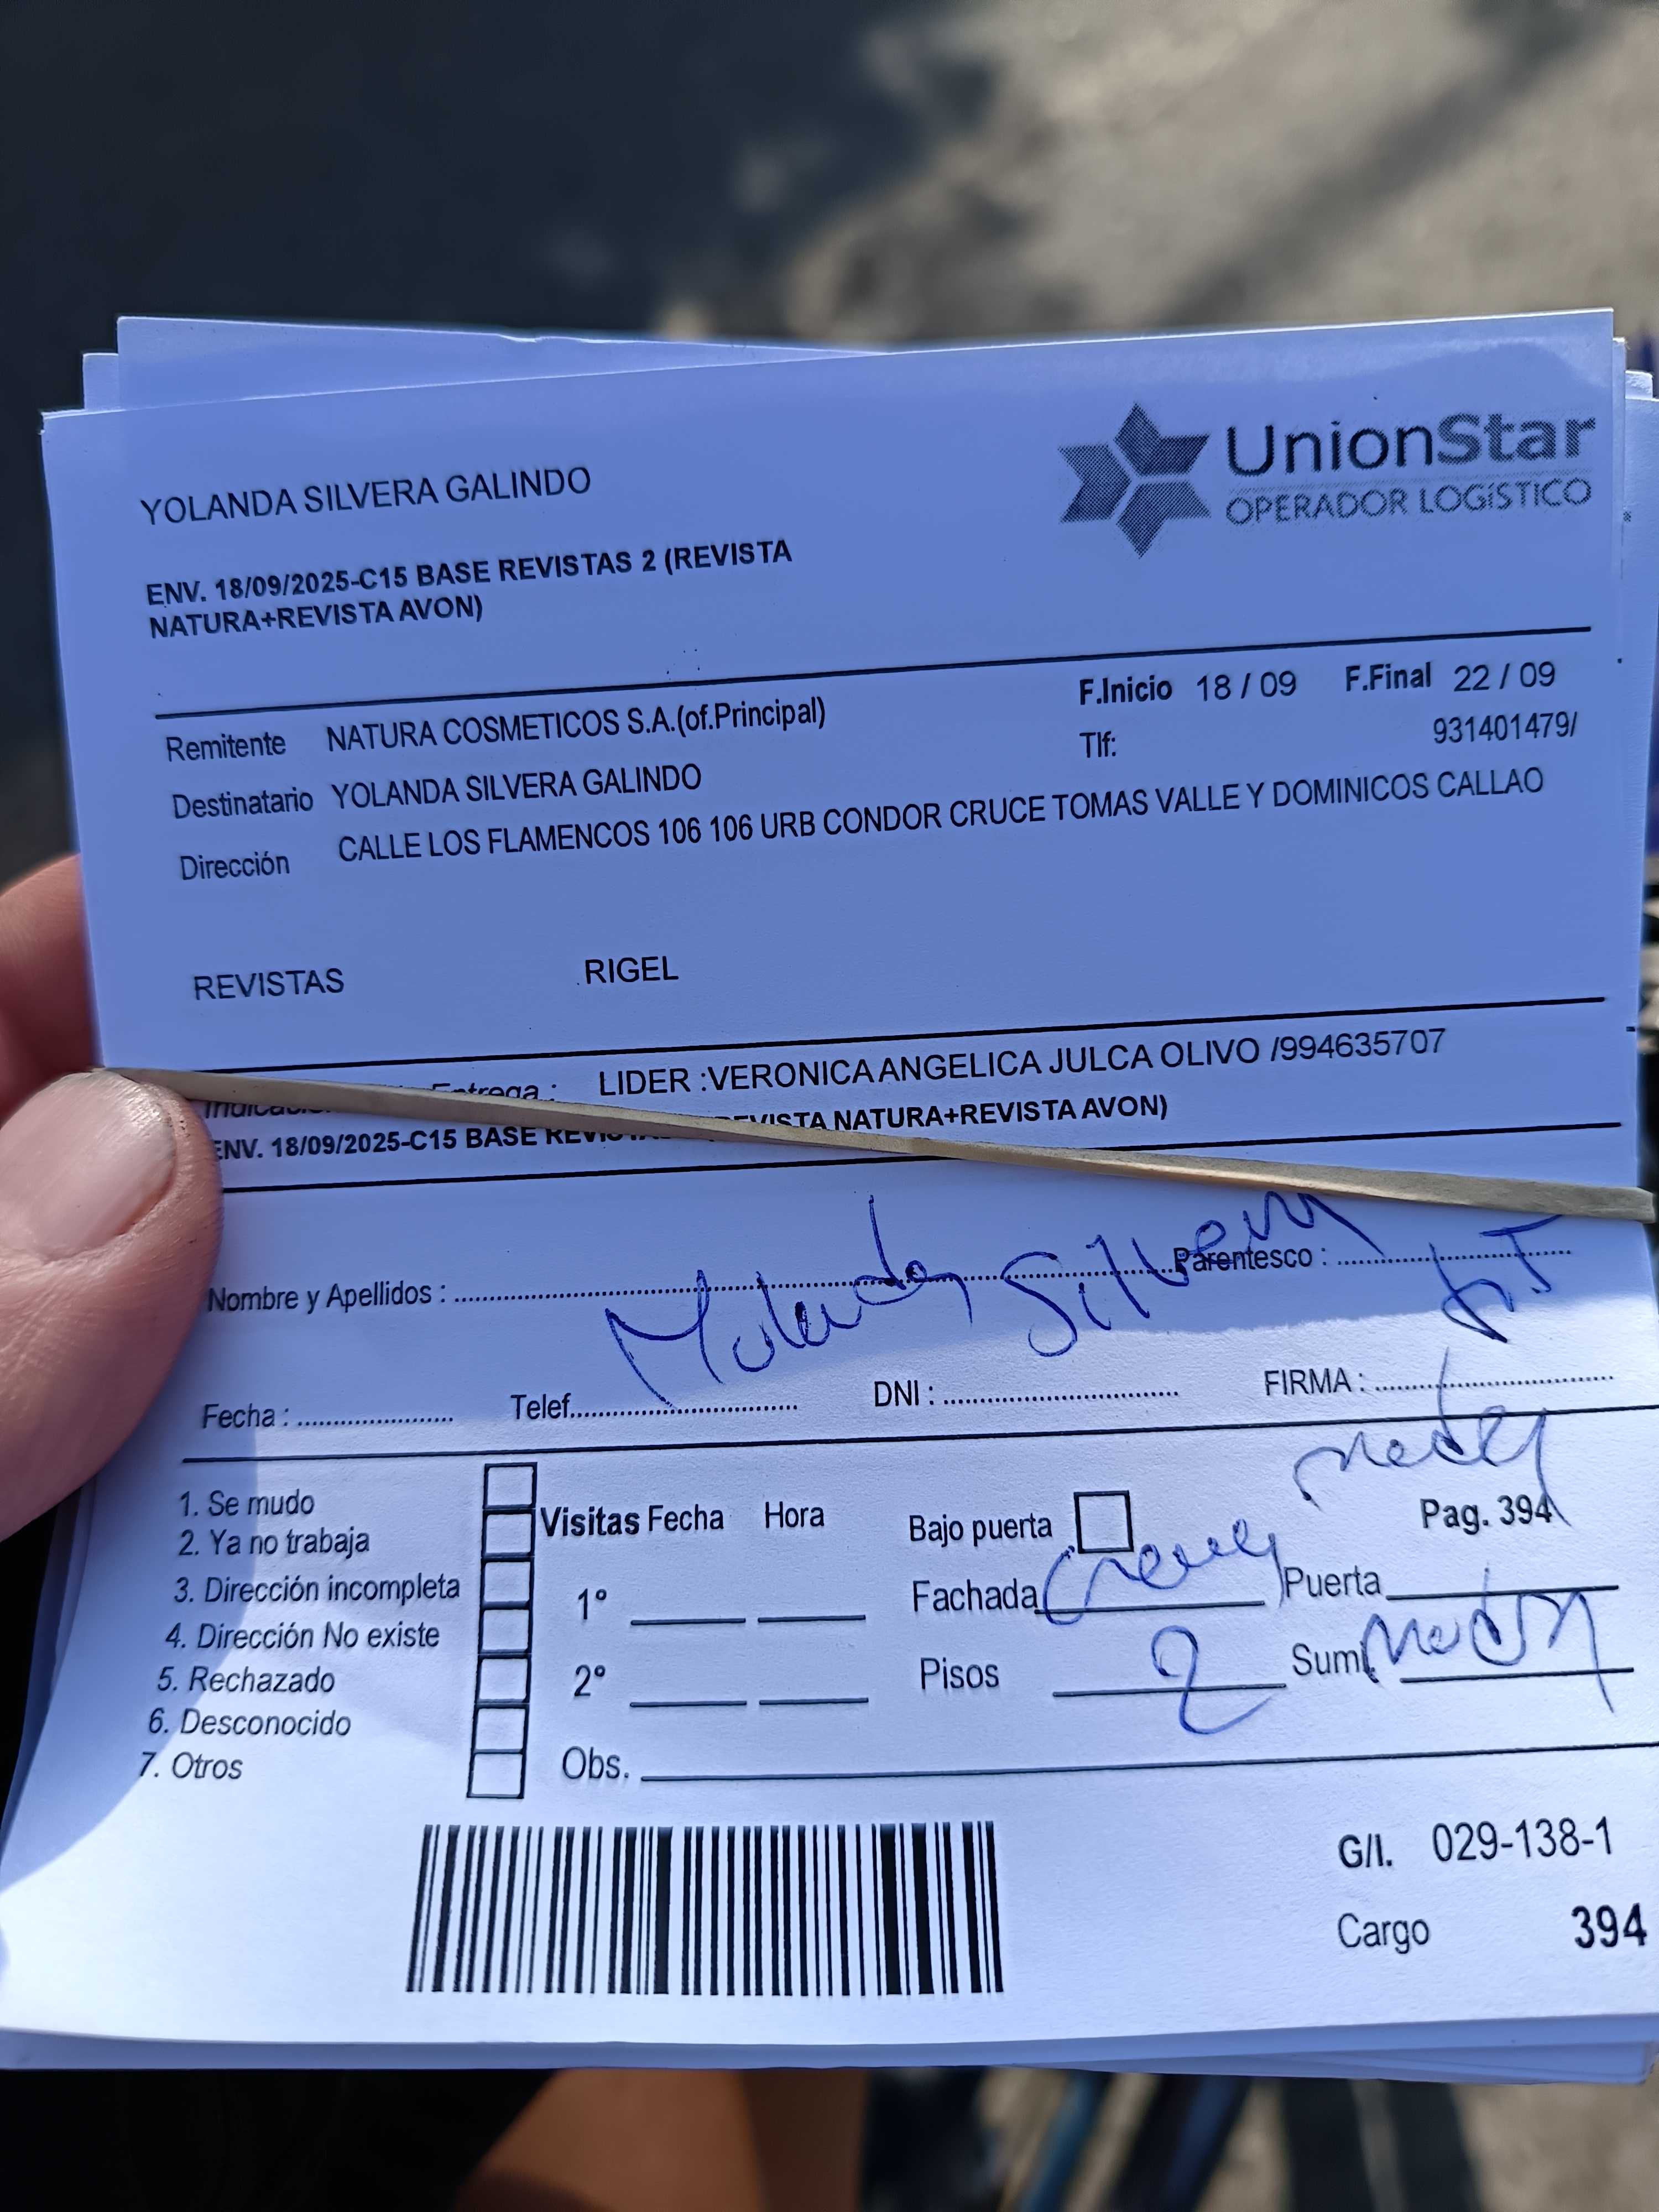 UnionStar
OPERADOR LOGíSTICO
YOLANDA SILVERA GALINDO
ENV. 18/09/2025-C15 BASE REVISTAS 2 (REVISTA
NATURA+REVISTA AVON)
F.Inicio 18 / 09 F.Final 22 / 09
Remitente NATURA COSMETICOS S.A.(of.Principal)
Tlf: 931401479/
Destinatario YOLANDA SILVERA GALINDO
Dirección CALLE LOS FLAMENCOS 106 106 URB CONDOR CRUCE TOMAS VALLE Y DOMINICOS CALLAO
REVISTAS RIGEL
Entrega : LIDER :VERONICA ANGELICA JULCA OLIVO /994635707
ENV. 18/09/2025-C15 BASE NATURA+REVISTA AVON)
Nombre y Apellidos : Silvera Parentesco :
Fecha : Telef. DNI : FIRMA :
1. Se mudo
2. Ya no trabaja
3. Dirección incompleta
4. Dirección No existe
5. Rechazado
6. Desconocido
7. Otros
Visitas Fecha Hora
1°
2°
Obs.
Bajo puerta
Pag. 394
Fachada Puerta
Pisos 2 Sumi
G/I. 029-138-1
Cargo 394